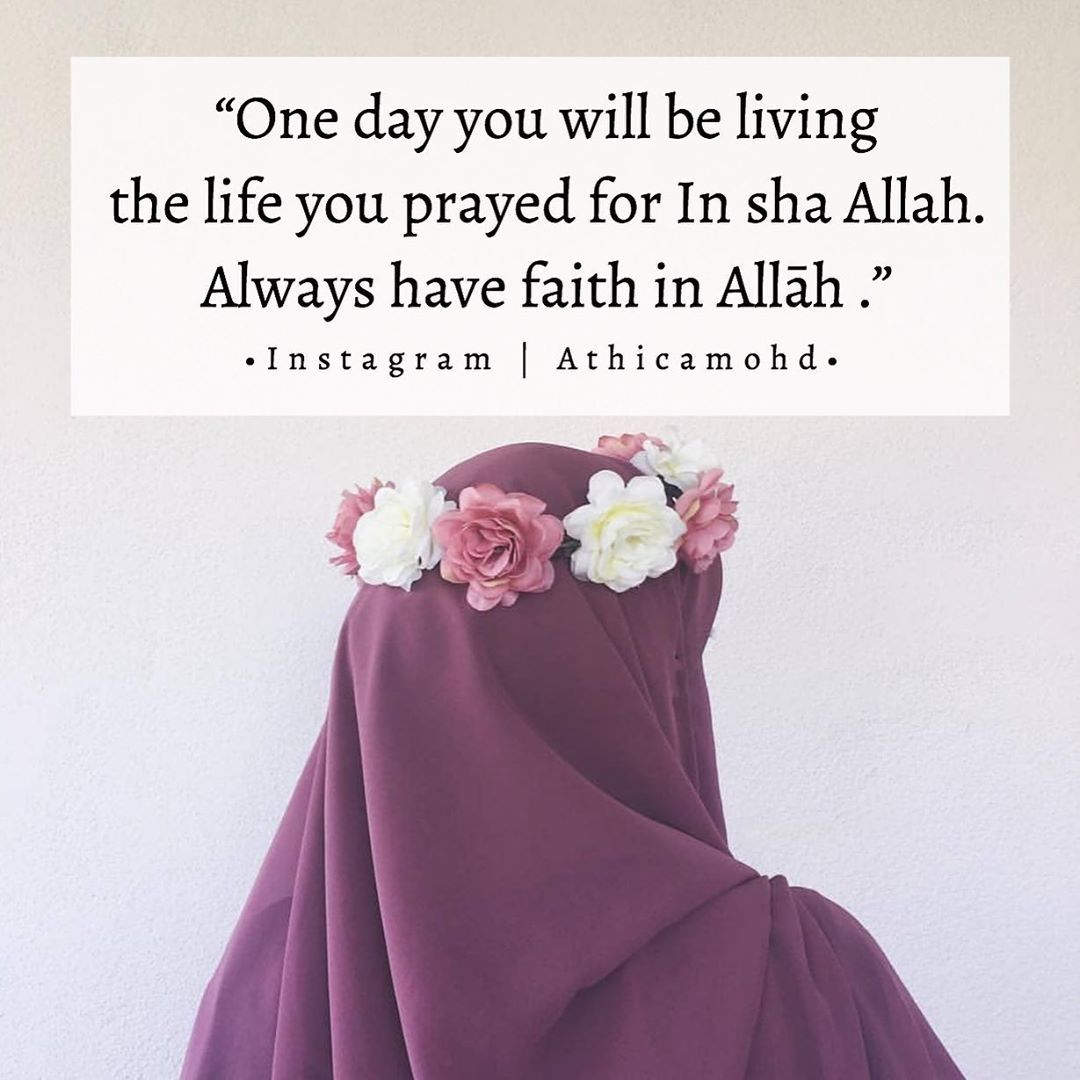 “One day you will be living
the life you prayed for In sha Allah.
Always have faith in Allāh .”
•Instagram | Athicamohd•